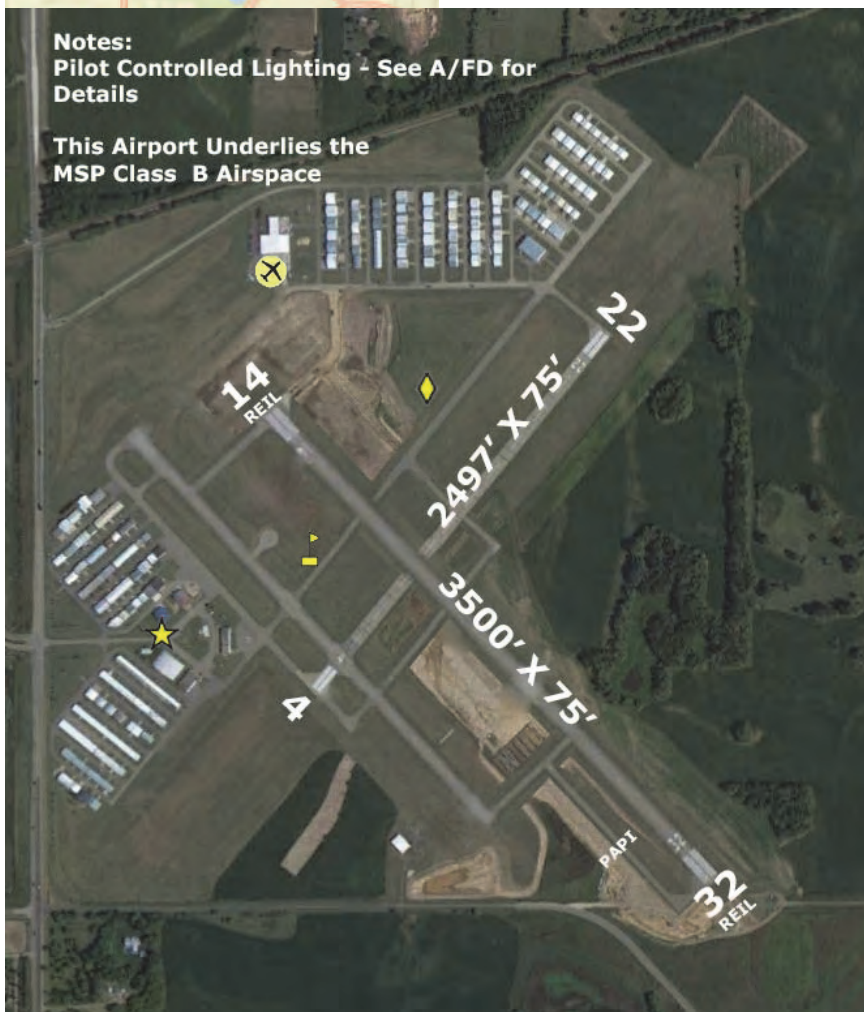 Notes:
Pilot Controlled Lighting - See A/FD for
Details
This Airport Underlies the
MSP Class B Airspace
22
14
REIL
2497' X 75'
3500' X 75'
4
PAPI
32
REIL